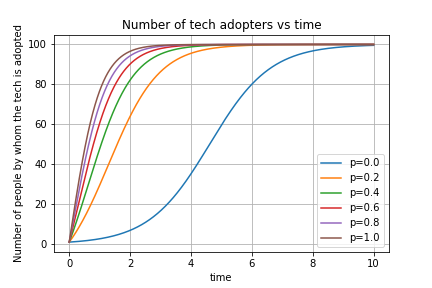 Number of tech adopters vs time
Number of people by whom the tech is adopted
100
80
60
40
20
0
0
2
4
6
8
10
time
p=0.0
p=0.2
p=0.4
p=0.6
p=0.8
p=1.0